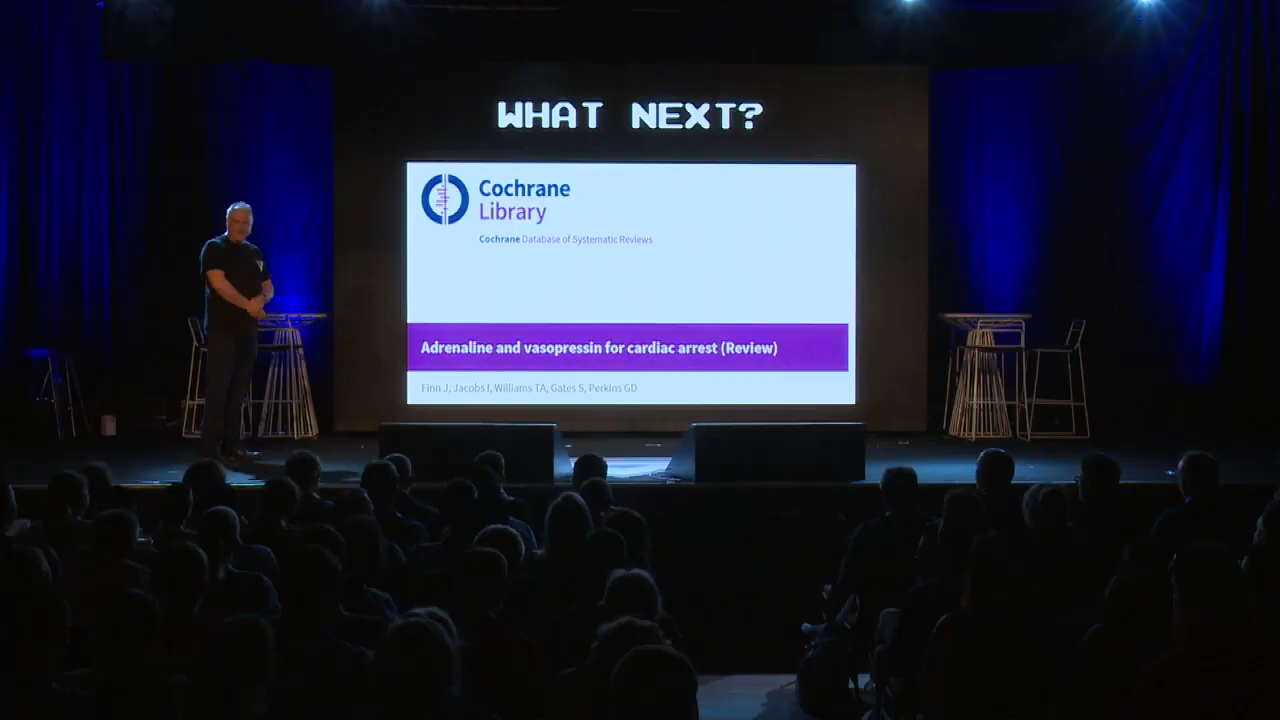 WHAT NEXT?
Cochrane
Library
Cochrane Database of Systematic Reviews
Adrenaline and vasopressin for cardiac arrest (Review)
Finn J, Jacobs I, Williams TA, Gates S, Perkins GD